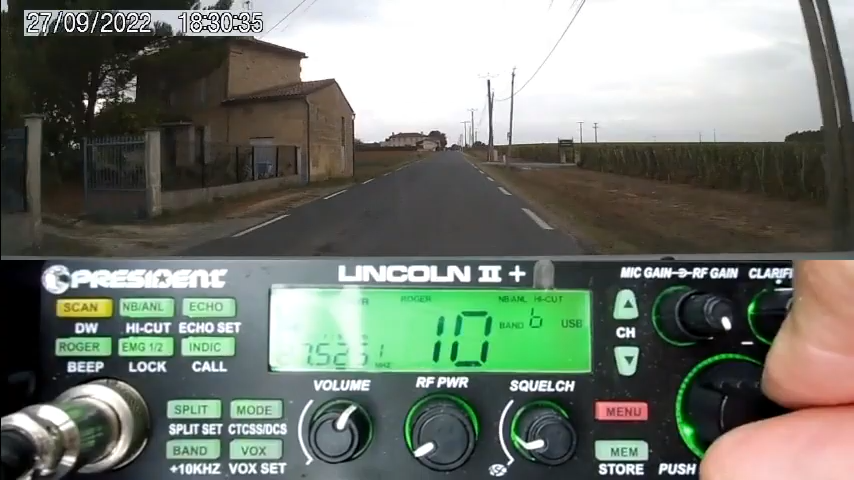 27/09/2022 18:30:35
PRESIDENT LINCOLN II + MIC GAIN RF GAIN CLARIFI
SCAN NB/ANL ECHO
DW HI-CUT ECHO SET
ROGER EMG 1/2 INDIC
BEEP LOCK CALL
ROGER NB/ANL HI-CUT
10 BAND b USB
CH
VOLUME RF PWR SQUELCH
SPLIT MODE
SPLIT SET CTCSS/DCS
BAND VOX
+10KHZ VOX SET
MENU
MEM
STORE PUSH